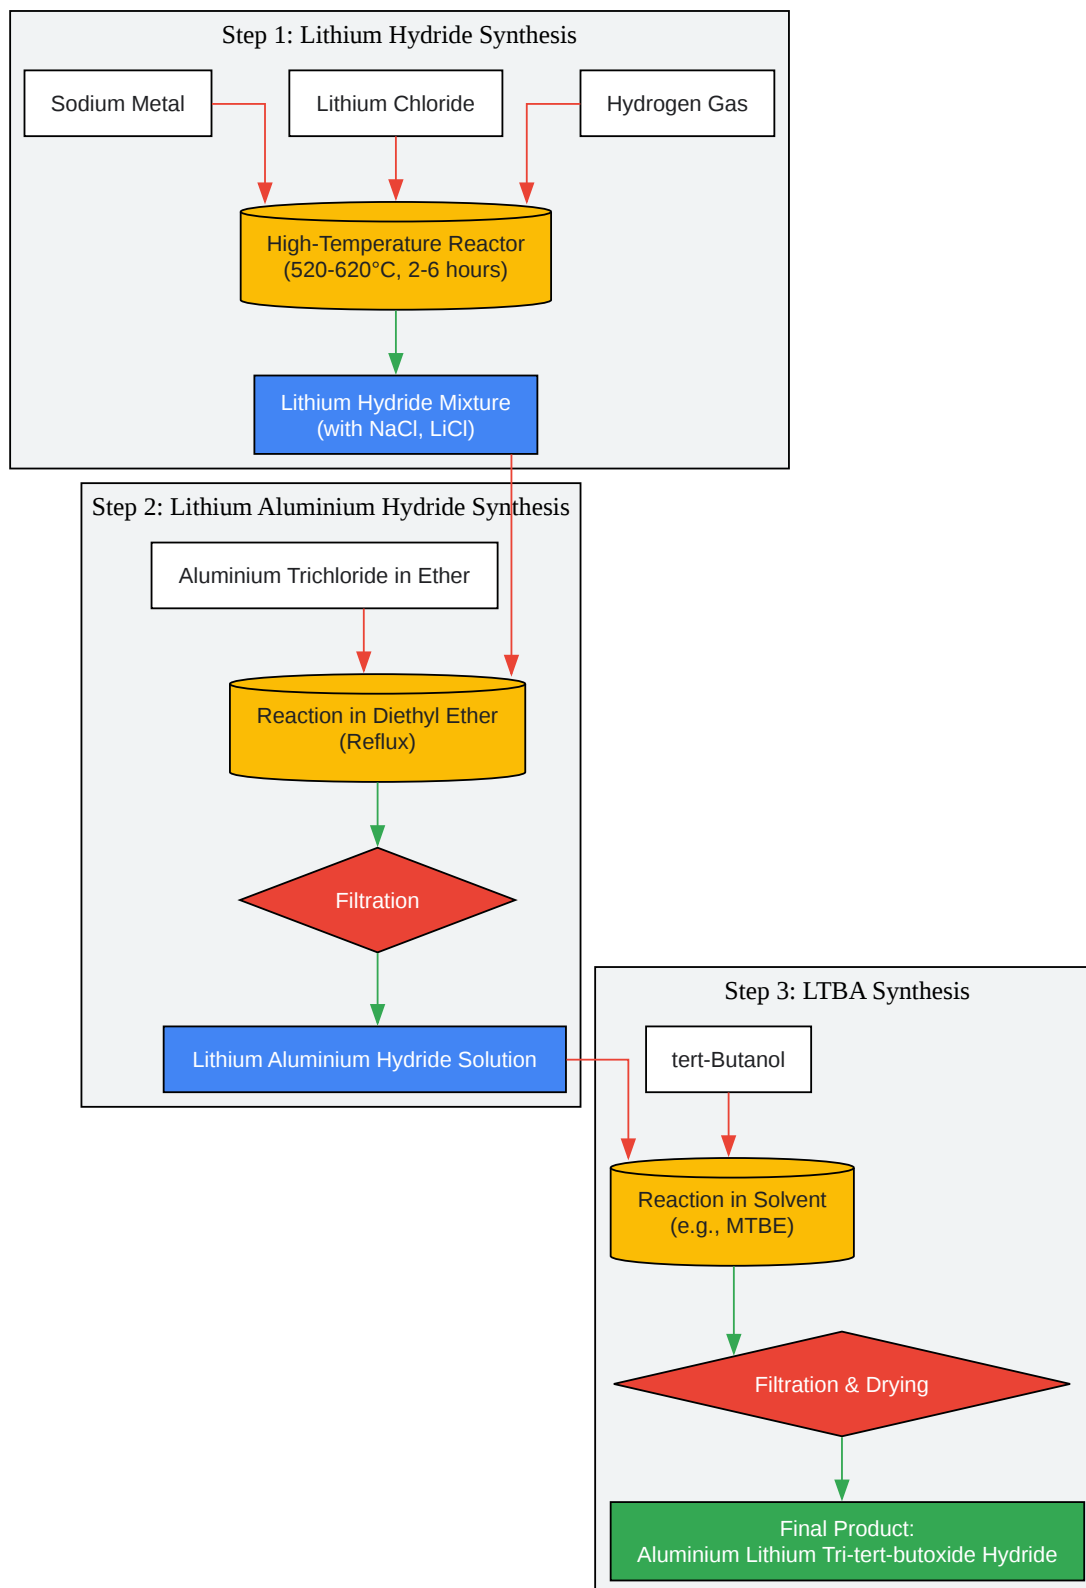 Step 1: Lithium Hydride Synthesis
Sodium Metal
Lithium Chloride
Hydrogen Gas
High-Temperature Reactor
(520-620°C, 2-6 hours)
Lithium Hydride Mixture
(with NaCl, LiCl)
Step 2: Lithium Aluminium Hydride Synthesis
Aluminium Trichloride in Ether
Reaction in Diethyl Ether
(Reflux)
Filtration
Lithium Aluminium Hydride Solution
Step 3: LTBA Synthesis
tert-Butanol
Reaction in Solvent
(e.g., MTBE)
Filtration & Drying
Final Product:
Aluminium Lithium Tri-tert-butoxide Hydride